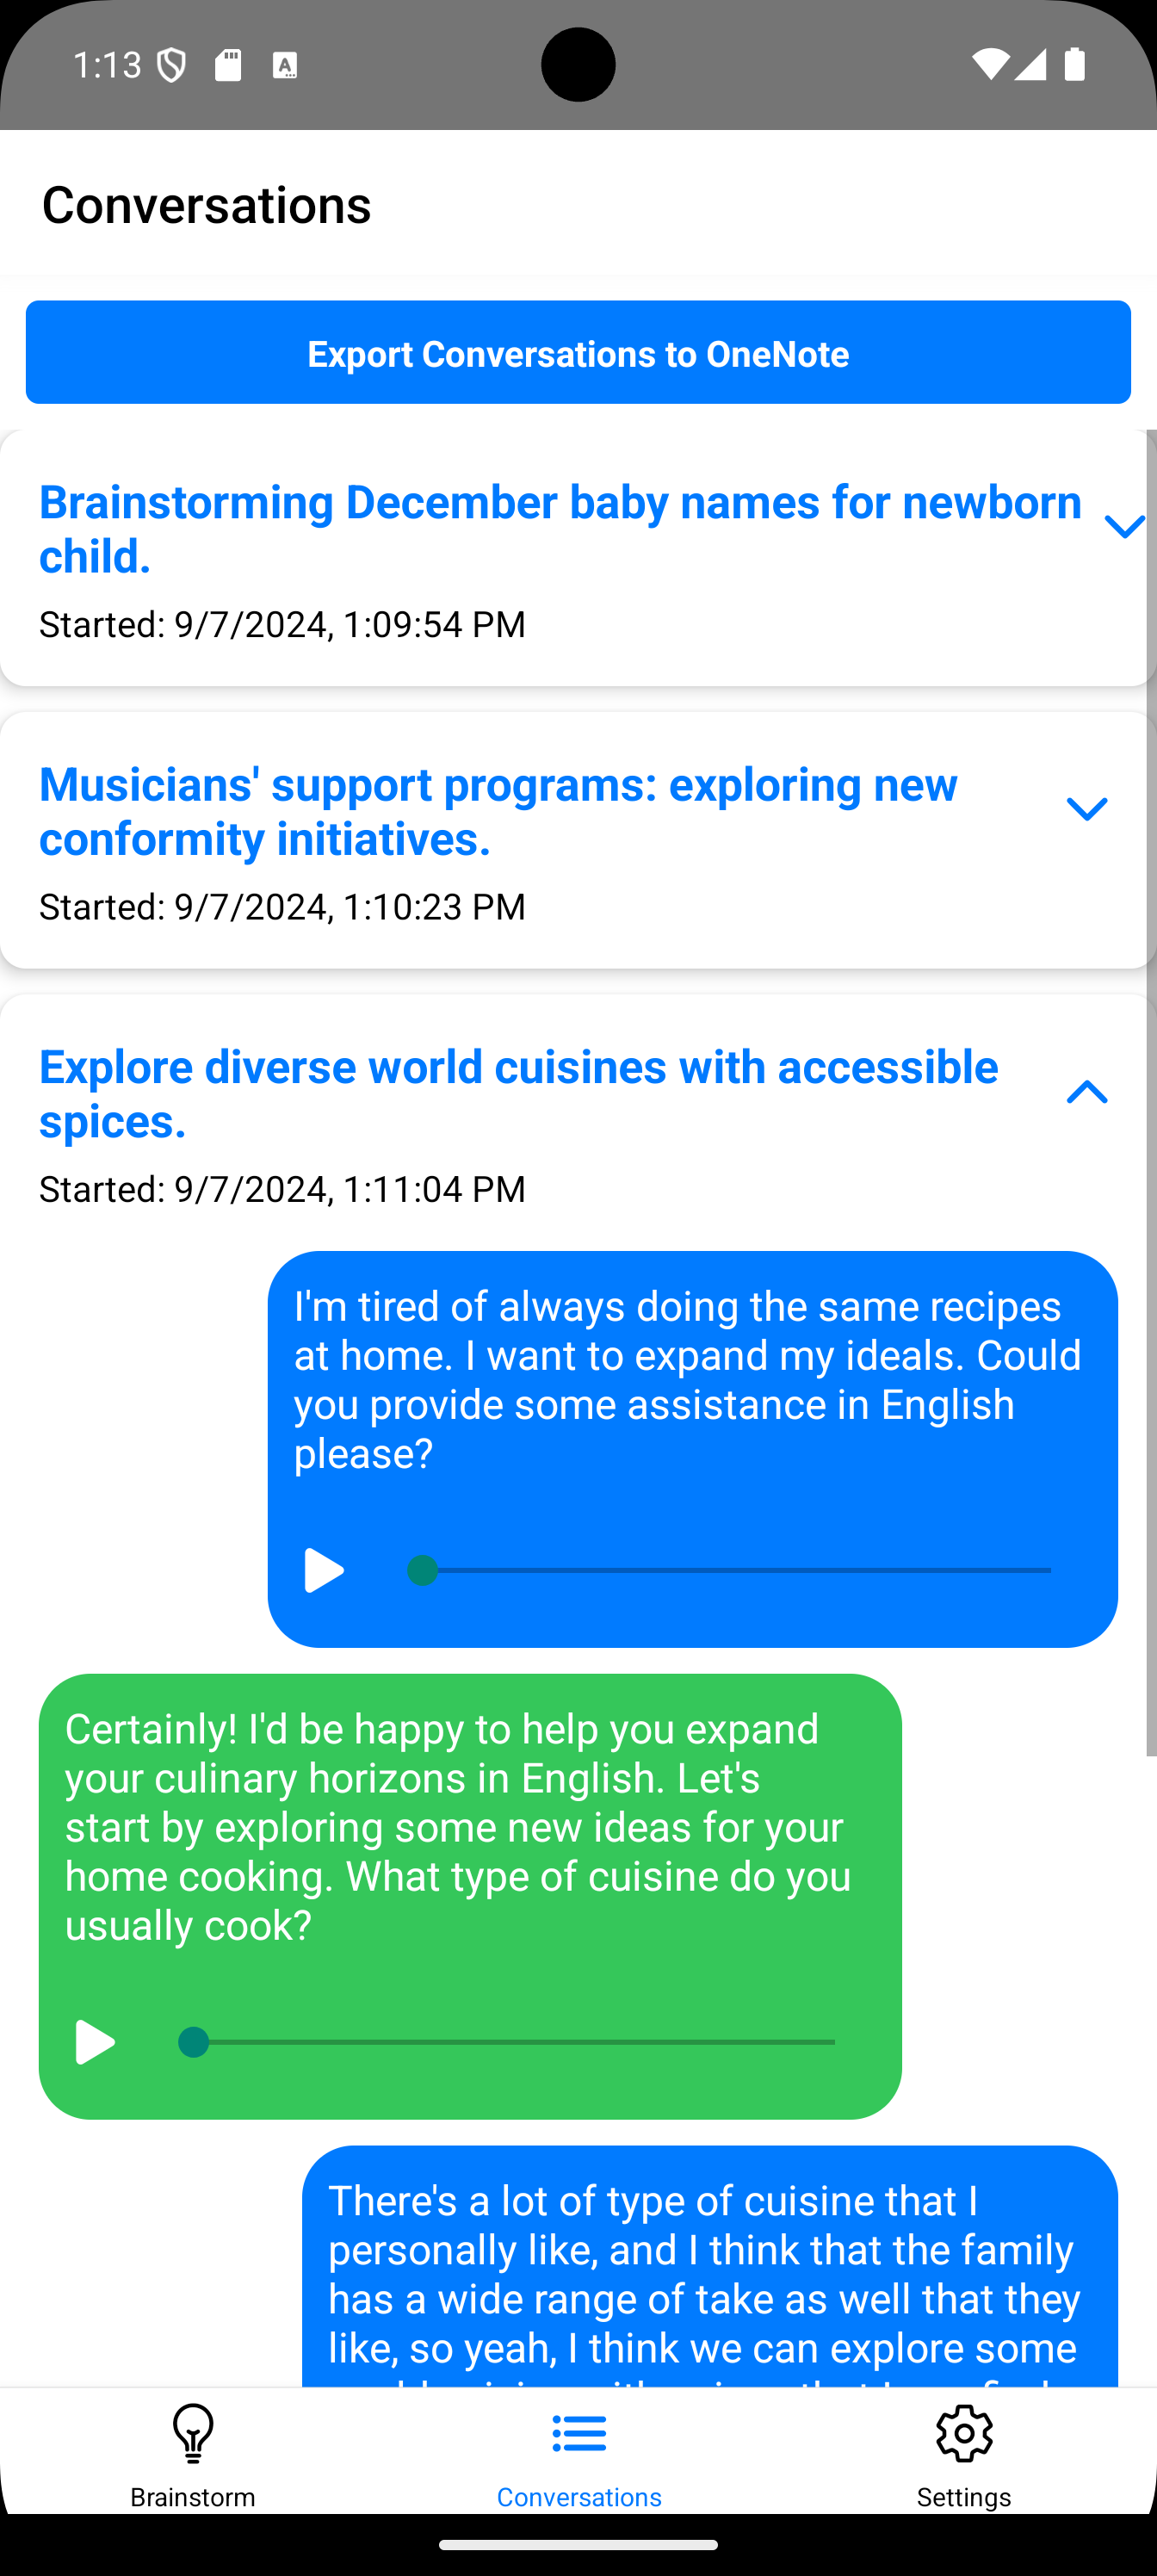 1:13
Conversations
Export Conversations to OneNote
Brainstorming December baby names for newborn
child.
Started: 9/7/2024, 1:09:54 PM
Musicians' support programs: exploring new
conformity initiatives.
Started: 9/7/2024, 1:10:23 PM
Explore diverse world cuisines with accessible
spices.
Started: 9/7/2024, 1:11:04 PM
I'm tired of always doing the same recipes
at home. I want to expand my ideals. Could
you provide some assistance in English
please?
Certainly! I'd be happy to help you expand
your culinary horizons in English. Let's
start by exploring some new ideas for your
home cooking. What type of cuisine do you
usually cook?
There's a lot of type of cuisine that I
personally like, and I think that the family
has a wide range of take as well that they
like, so yeah, I think we can explore some
Brainstorm
Conversations
Settings